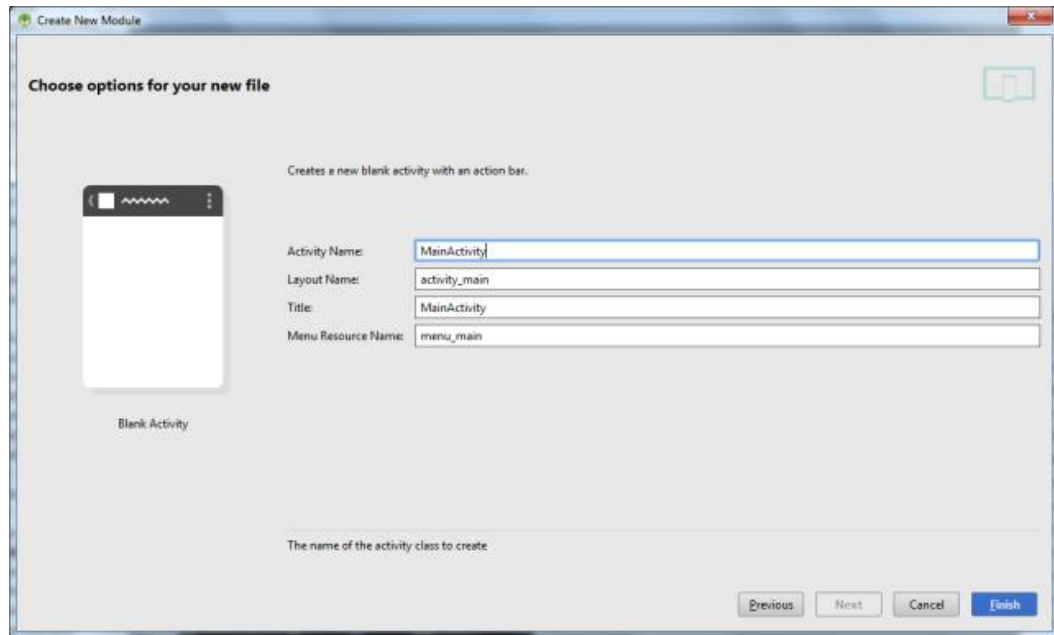 Create New Module
Choose options for your new file
Creates a new blank activity with an action bar.
Activity Name: MainActivity
Layout Name: activity_main
Title: MainActivity
Menu Resource Name: menu_main
Blank Activity
The name of the activity class to create
Previous Next Cancel Finish